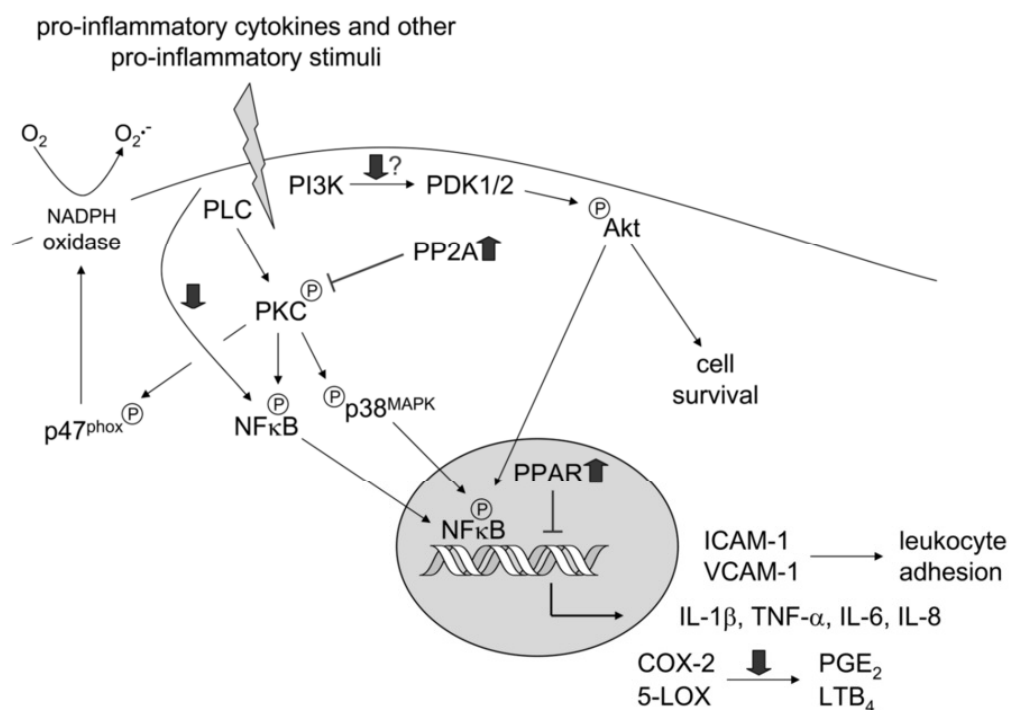 pro-inflammatory cytokines and other
pro-inflammatory stimuli
O₂ O₂•-
NADPH
oxidase
PLC
PI3K ? PDK1/2
P
Akt
PP2A
P
PKC
cell
survival
P
p47phox
P
NFκB
P
p38MAPK
PPAR
P
NFκB
ICAM-1
VCAM-1
leukocyte
adhesion
IL-1β, TNF-α, IL-6, IL-8
COX-2
5-LOX
PGE₂
LTB₄